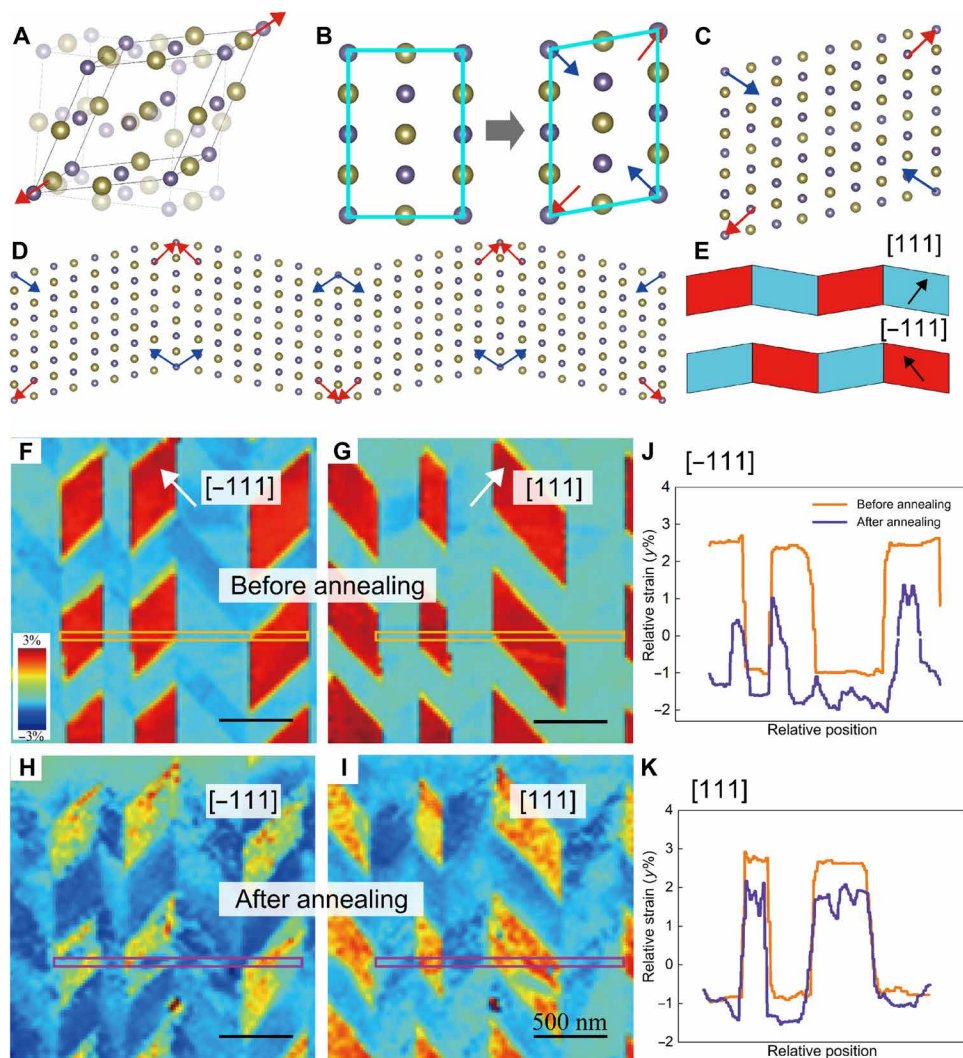 A
B
C
D
E
[111]
[-111]
F
[−111]
G
[111]
Before annealing
3%
−3%
H
[−111]
I
[111]
After annealing
500 nm
J
[−111]
Before annealing
After annealing
Relative strain (y%)
4
3
2
1
0
−1
−2
Relative position
K
[111]
Relative strain (y%)
4
3
2
1
0
−1
−2
Relative position